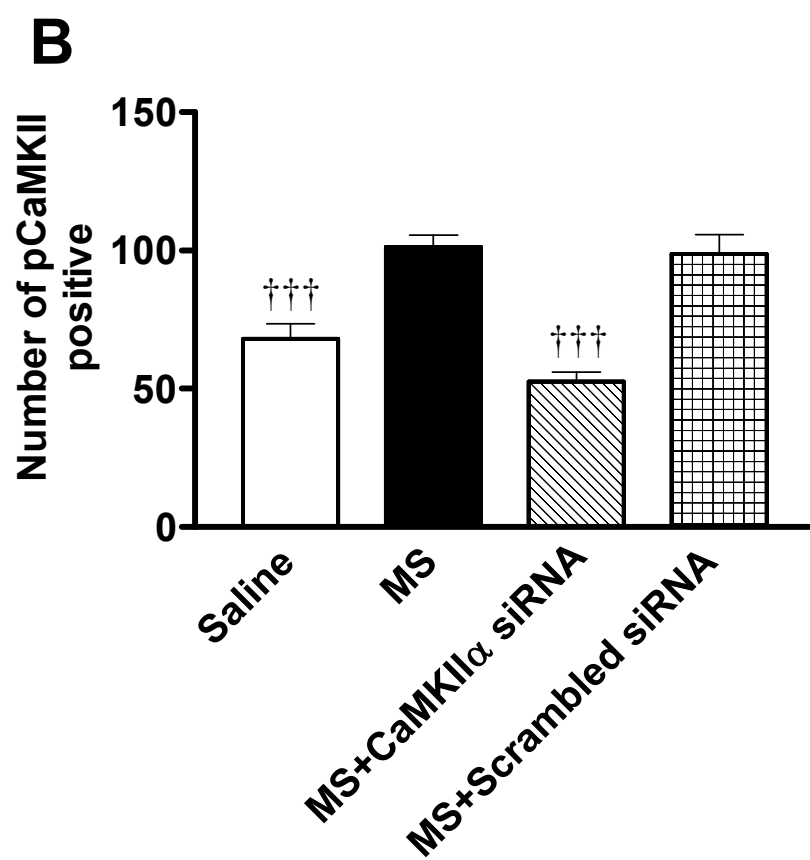 B
Number of pCaMKII
positive
150
100
50
0
†††
†††
Saline
MS
MS+CaMKIIα siRNA
MS+Scrambled siRNA